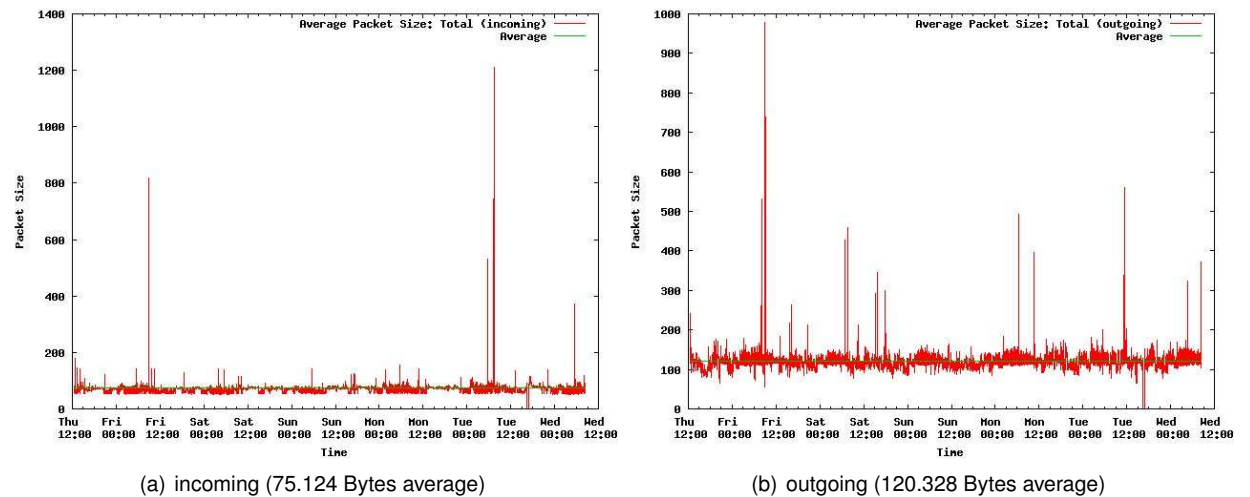 1400
1200
1000
800
600
400
200
0
Packet Size
Average Packet Size: Total (incoming)
Average
Thu Fri Fri Sat Sat Sun Sun Mon Mon Tue Tue Wed Wed
12:00 00:00 12:00 00:00 12:00 00:00 12:00 00:00 12:00 00:00 12:00 00:00 12:00
Time
(a) incoming (75.124 Bytes average)
1000
900
800
700
600
500
400
300
200
100
0
Packet Size
Average Packet Size: Total (outgoing)
Average
Thu Fri Fri Sat Sat Sun Sun Mon Mon Tue Tue Wed Wed
12:00 00:00 12:00 00:00 12:00 00:00 12:00 00:00 12:00 00:00 12:00 00:00 12:00
Time
(b) outgoing (120.328 Bytes average)